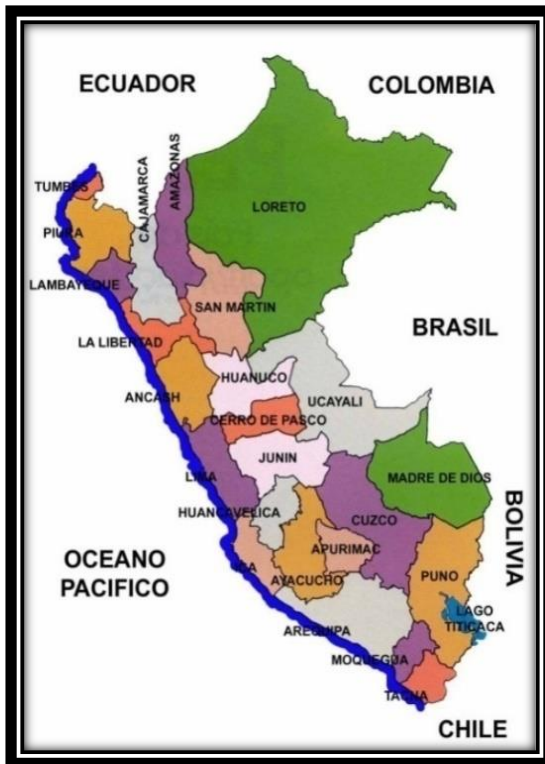 ECUADOR
COLOMBIA
TUMBES
CAJAMARCA
AMAZONAS
LORETO
PIURA
LAMBAYEQUE
SAN MARTIN
BRASIL
LA LIBERTAD
HUANUCO
ANCASH
UCAYALI
CERRO DE PASCO
JUNIN
LIMA
MADRE DE DIOS
HUANCAVELICA
CUZCO
BOLIVIA
OCEANO
PACIFICO
APURIMAC
ICA
AYACUCHO
PUNO
LAGO
TITICACA
AREQUIPA
MOQUEGUA
TACNA
CHILE